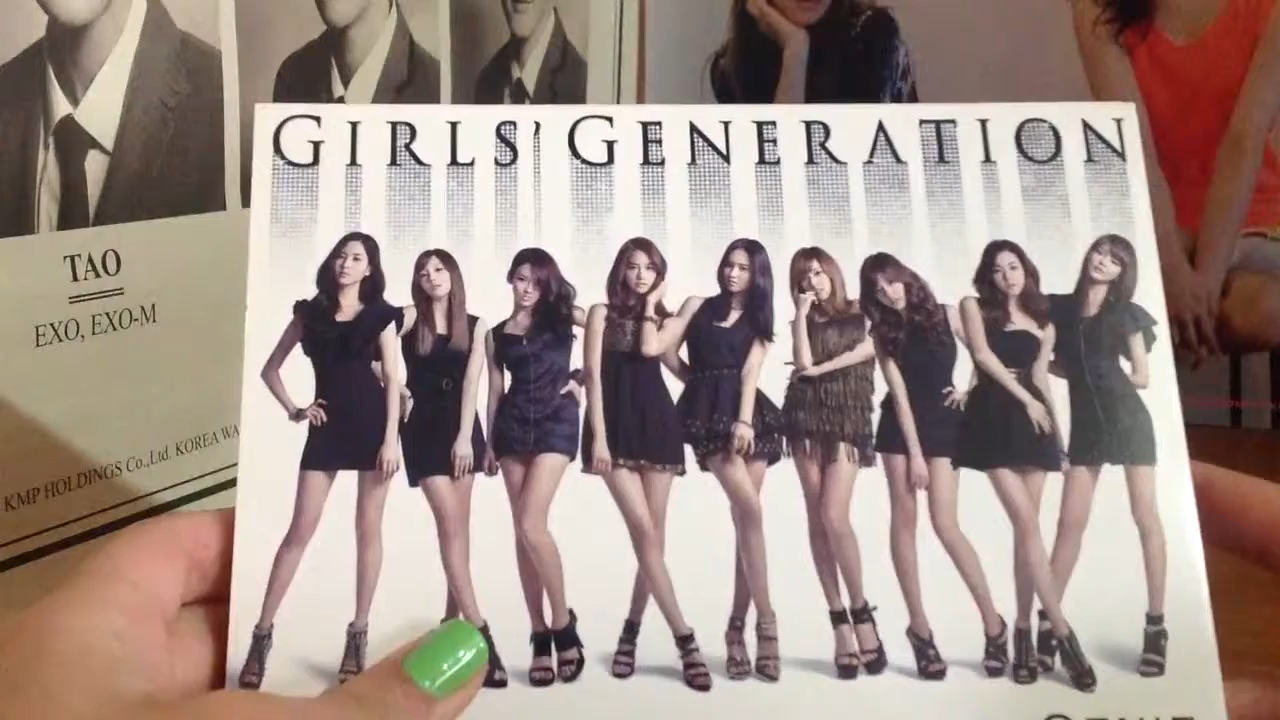 GIRLS' GENERATION
TAO
EXO, EXO-M
KMP HOLDINGS Co.,Ltd. KOREA WA